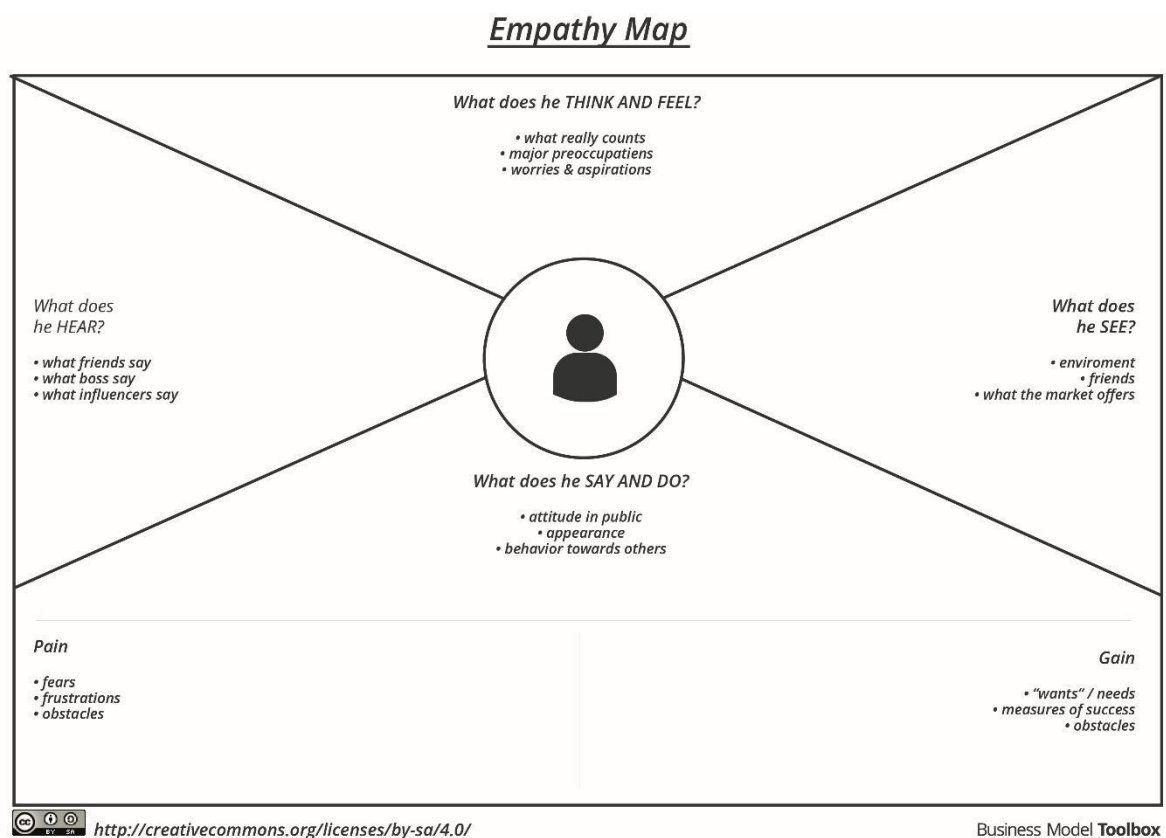 Empathy Map
What does he THINK AND FEEL?
• what really counts
• major preoccupatiens
• worries & aspirations
What does
he HEAR?
• what friends say
• what boss say
• what influencers say
What does
he SEE?
• enviroment
• friends
• what the market offers
What does he SAY AND DO?
• attitude in public
• appearance
• behavior towards others
Pain
• fears
• frustrations
• obstacles
Gain
• "wants" / needs
• measures of success
• obstacles
cc BY SA http://creativecommons.org/licenses/by-sa/4.0/
Business Model Toolbox